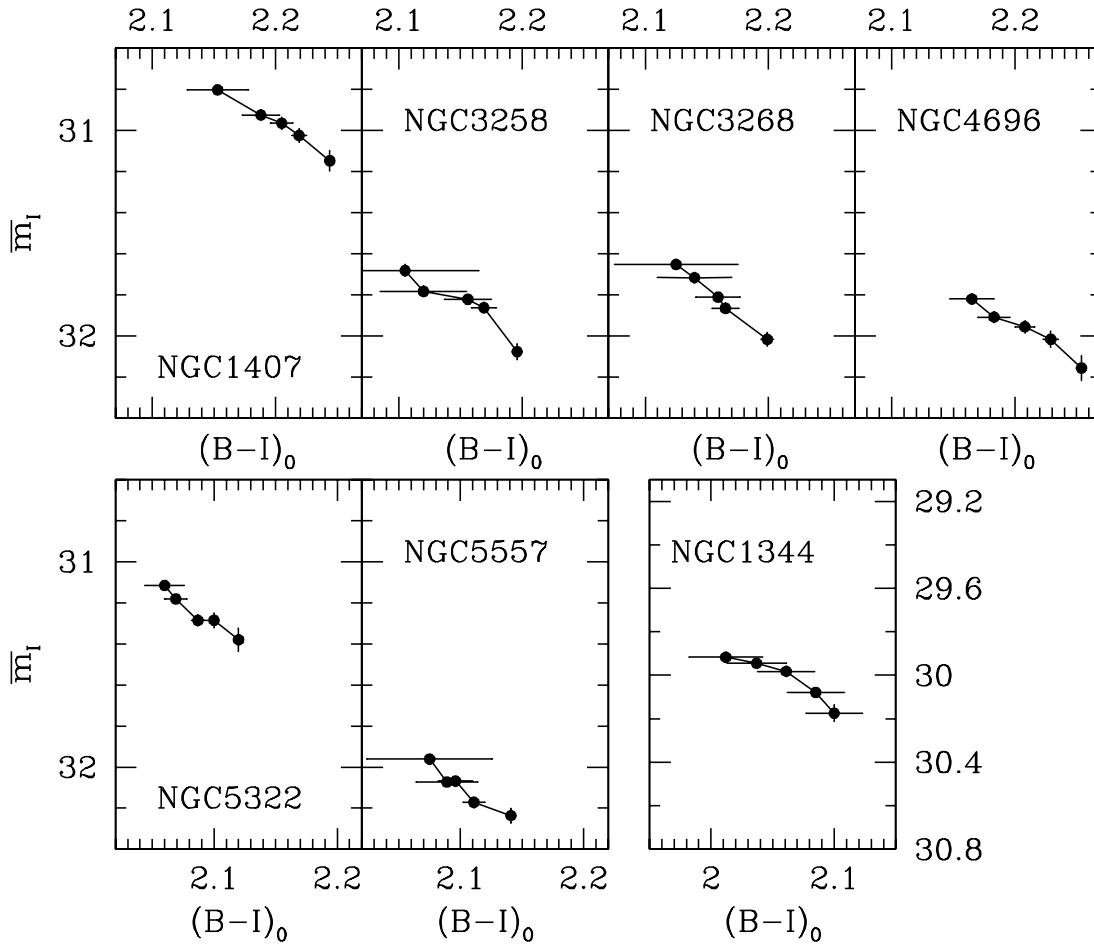 2.1 2.2 2.1 2.2 2.1 2.2 2.1 2.2
NGC3258 NGC3268 NGC4696
31
m̅_I
32
NGC1407
(B−I)₀ (B−I)₀ (B−I)₀ (B−I)₀
29.2
NGC5557 NGC1344
31
29.6
m̅_I
30
32
30.4
NGC5322
30.8
2.1 2.2 2.1 2.2 2 2.1
(B−I)₀ (B−I)₀ (B−I)₀